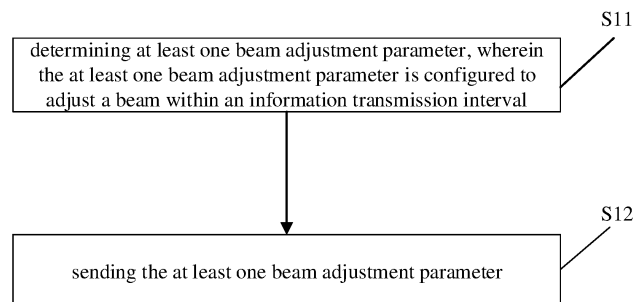 S11
determining at least one beam adjustment parameter, wherein
the at least one beam adjustment parameter is configured to
adjust a beam within an information transmission interval
S12
sending the at least one beam adjustment parameter